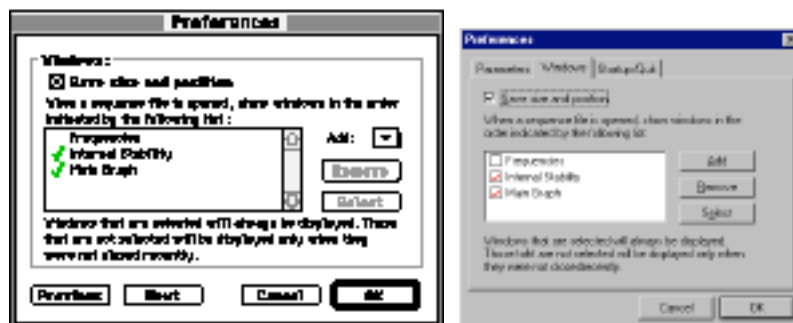 Preferences
Windows:
Save size and position
When a sequence file is opened, show windows in the order
indicated by the following list:
Frequencies
Internal Stability
Main Graph
Add:
Remove
Select
Windows that are selected will always be displayed. Those
that are not selected will be displayed only when they
were not closed recently.
Previous
Next
Cancel
OK
Preferences
Parameters
Windows
Startup/Quit
Save size and position
When a sequence file is opened, show windows in the
order indicated by the following list:
Frequencies
Internal Stability
Main Graph
Add
Remove
Select
Windows that are selected will always be displayed.
Those that are not selected will be displayed only when
they were not closed recently.
Cancel
OK